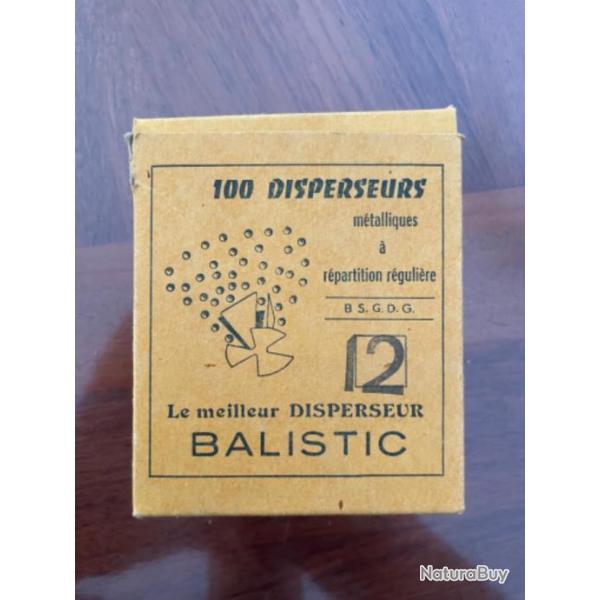 100 DISPERSEURS
métalliques
à
répartition régulière
B S.G.D.G.
12
Le meilleur DISPERSEUR
BALISTIC
NaturaBuy